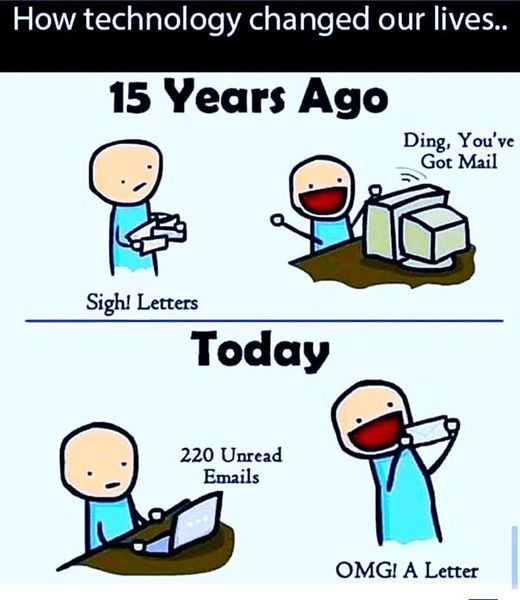 How technology changed our lives..
15 Years Ago
Ding, You've
Got Mail
Sigh! Letters
Today
220 Unread
Emails
OMG! A Letter